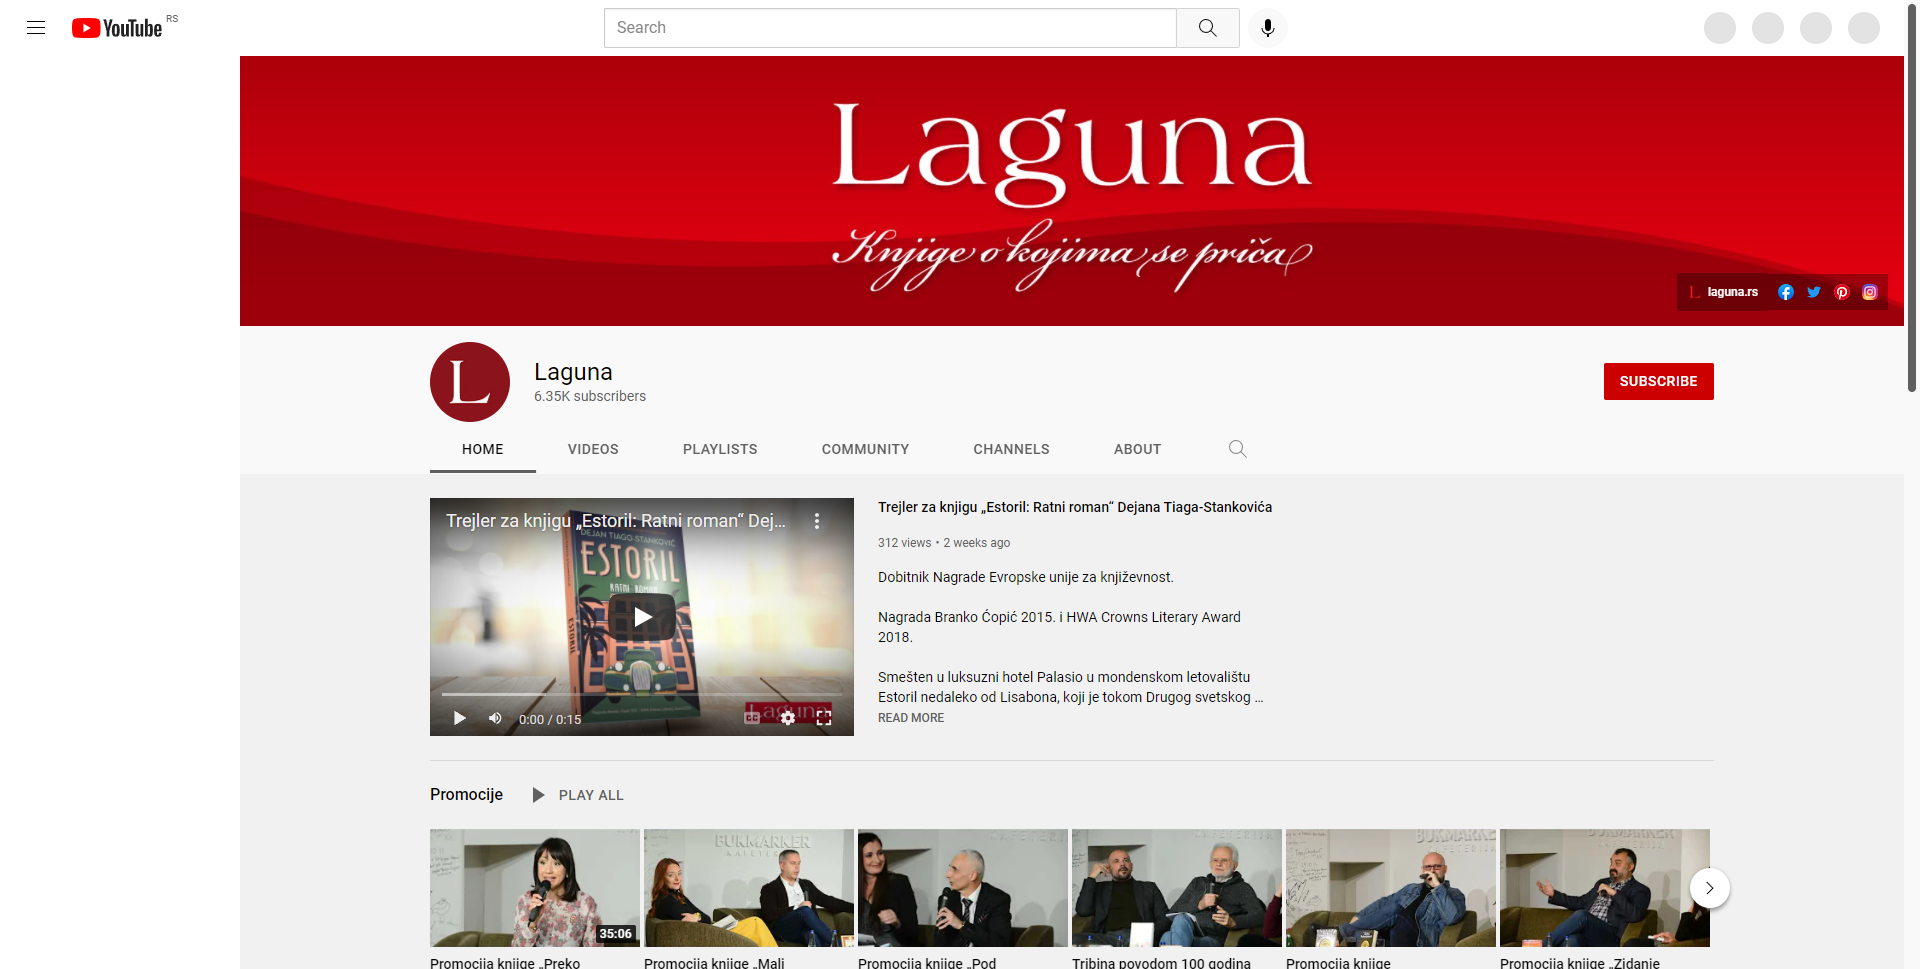 YouTube RS
Search
Laguna
Knjige o kojima se priča
laguna.rs
L
Laguna
6.35K subscribers
SUBSCRIBE
HOME
VIDEOS
PLAYLISTS
COMMUNITY
CHANNELS
ABOUT
Trejler za knjigu „Estoril: Ratni roman“ Dej...
DEJAN TIAGO-STANKOVIĆ
ESTORIL
RATNI ROMAN
ESTORIL
Laguna
0:00 / 0:15
Trejler za knjigu „Estoril: Ratni roman“ Dejana Tiaga-Stankovića
312 views • 2 weeks ago
Dobitnik Nagrade Evropske unije za književnost.
Nagrada Branko Ćopić 2015. i HWA Crowns Literary Award
2018.
Smešten u luksuzni hotel Palasio u mondenskom letovalištu
Estoril nedaleko od Lisabona, koji je tokom Drugog svetskog ...
READ MORE
Promocije
PLAY ALL
35:06
BUKMARKER
Promocija knjige „Preko
Promocija knjige „Mali
Promocija knjige „Pod
Tribina povodom 100 godina
Promocija knjige
Promocija knjige „Zidanje